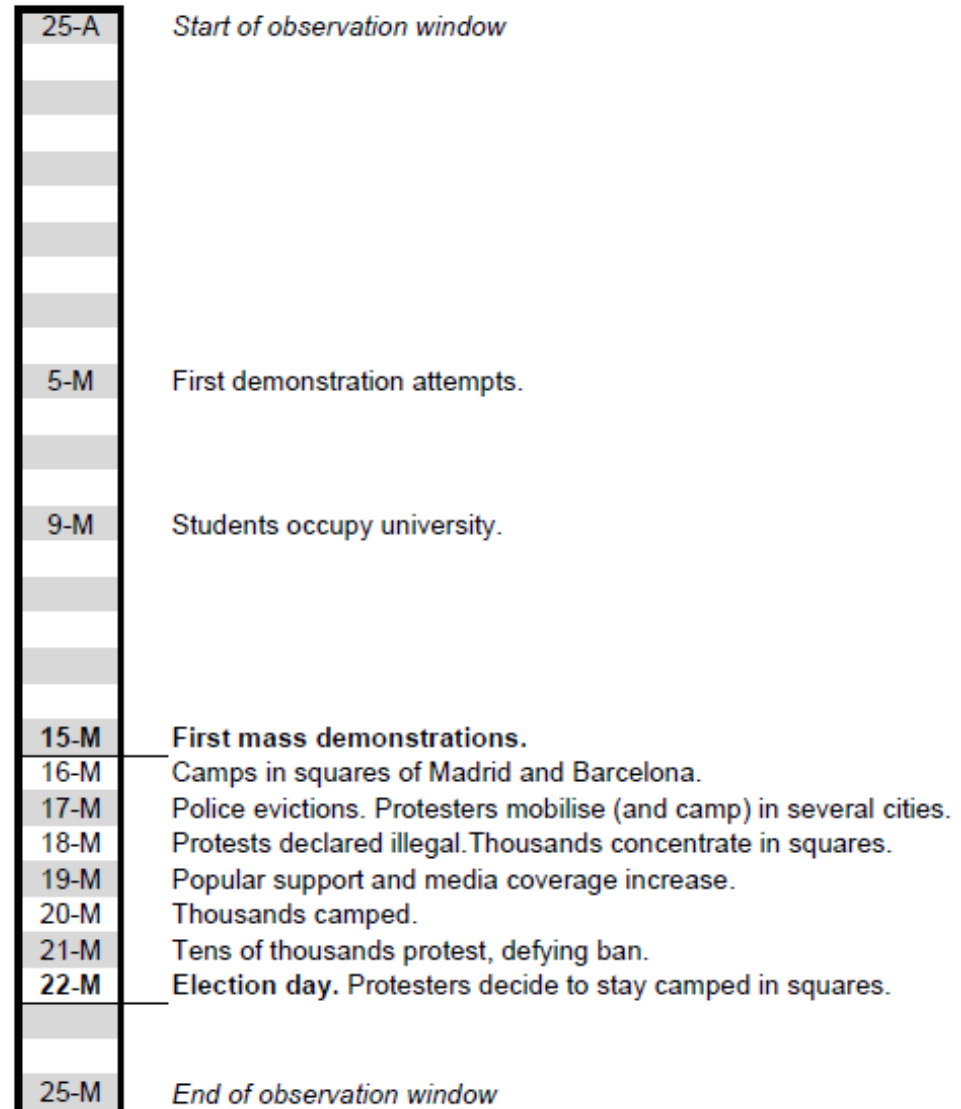 25-A Start of observation window
5-M First demonstration attempts.
9-M Students occupy university.
15-M First mass demonstrations.
16-M Camps in squares of Madrid and Barcelona.
17-M Police evictions. Protesters mobilise (and camp) in several cities.
18-M Protests declared illegal.Thousands concentrate in squares.
19-M Popular support and media coverage increase.
20-M Thousands camped.
21-M Tens of thousands protest, defying ban.
22-M Election day. Protesters decide to stay camped in squares.
25-M End of observation window